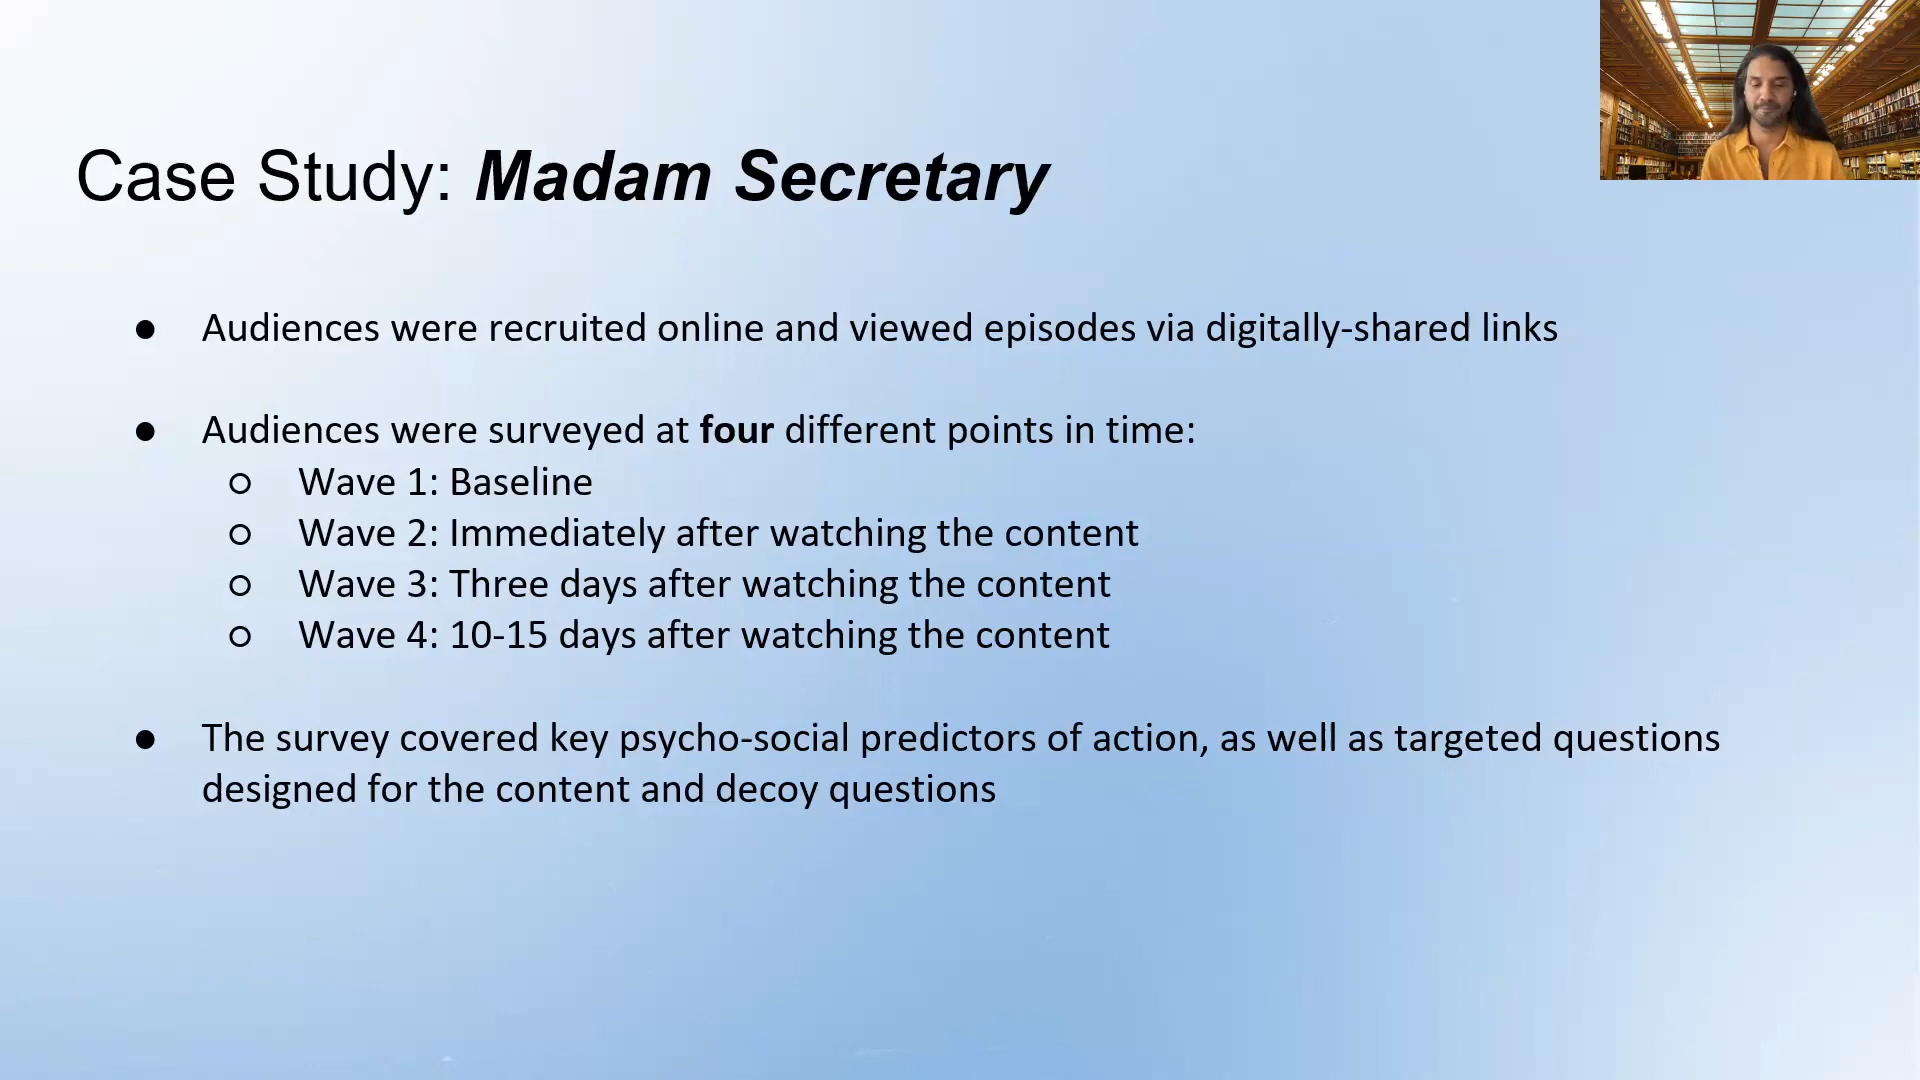 Case Study: Madam Secretary
● Audiences were recruited online and viewed episodes via digitally-shared links
● Audiences were surveyed at four different points in time:
○ Wave 1: Baseline
○ Wave 2: Immediately after watching the content
○ Wave 3: Three days after watching the content
○ Wave 4: 10-15 days after watching the content
● The survey covered key psycho-social predictors of action, as well as targeted questions
designed for the content and decoy questions